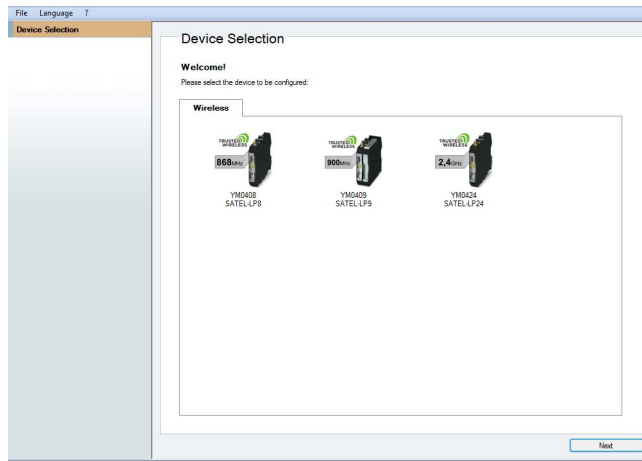 File Language ?
Device Selection
Device Selection
Welcome!
Please select the device to be configured:
Wireless
TRUSTED WIRELESS
868MHz
YM0408
SATEL-LP8
TRUSTED WIRELESS
900MHz
YM0409
SATEL-LP9
TRUSTED WIRELESS
2,4GHz
YM0424
SATEL-LP24
Next